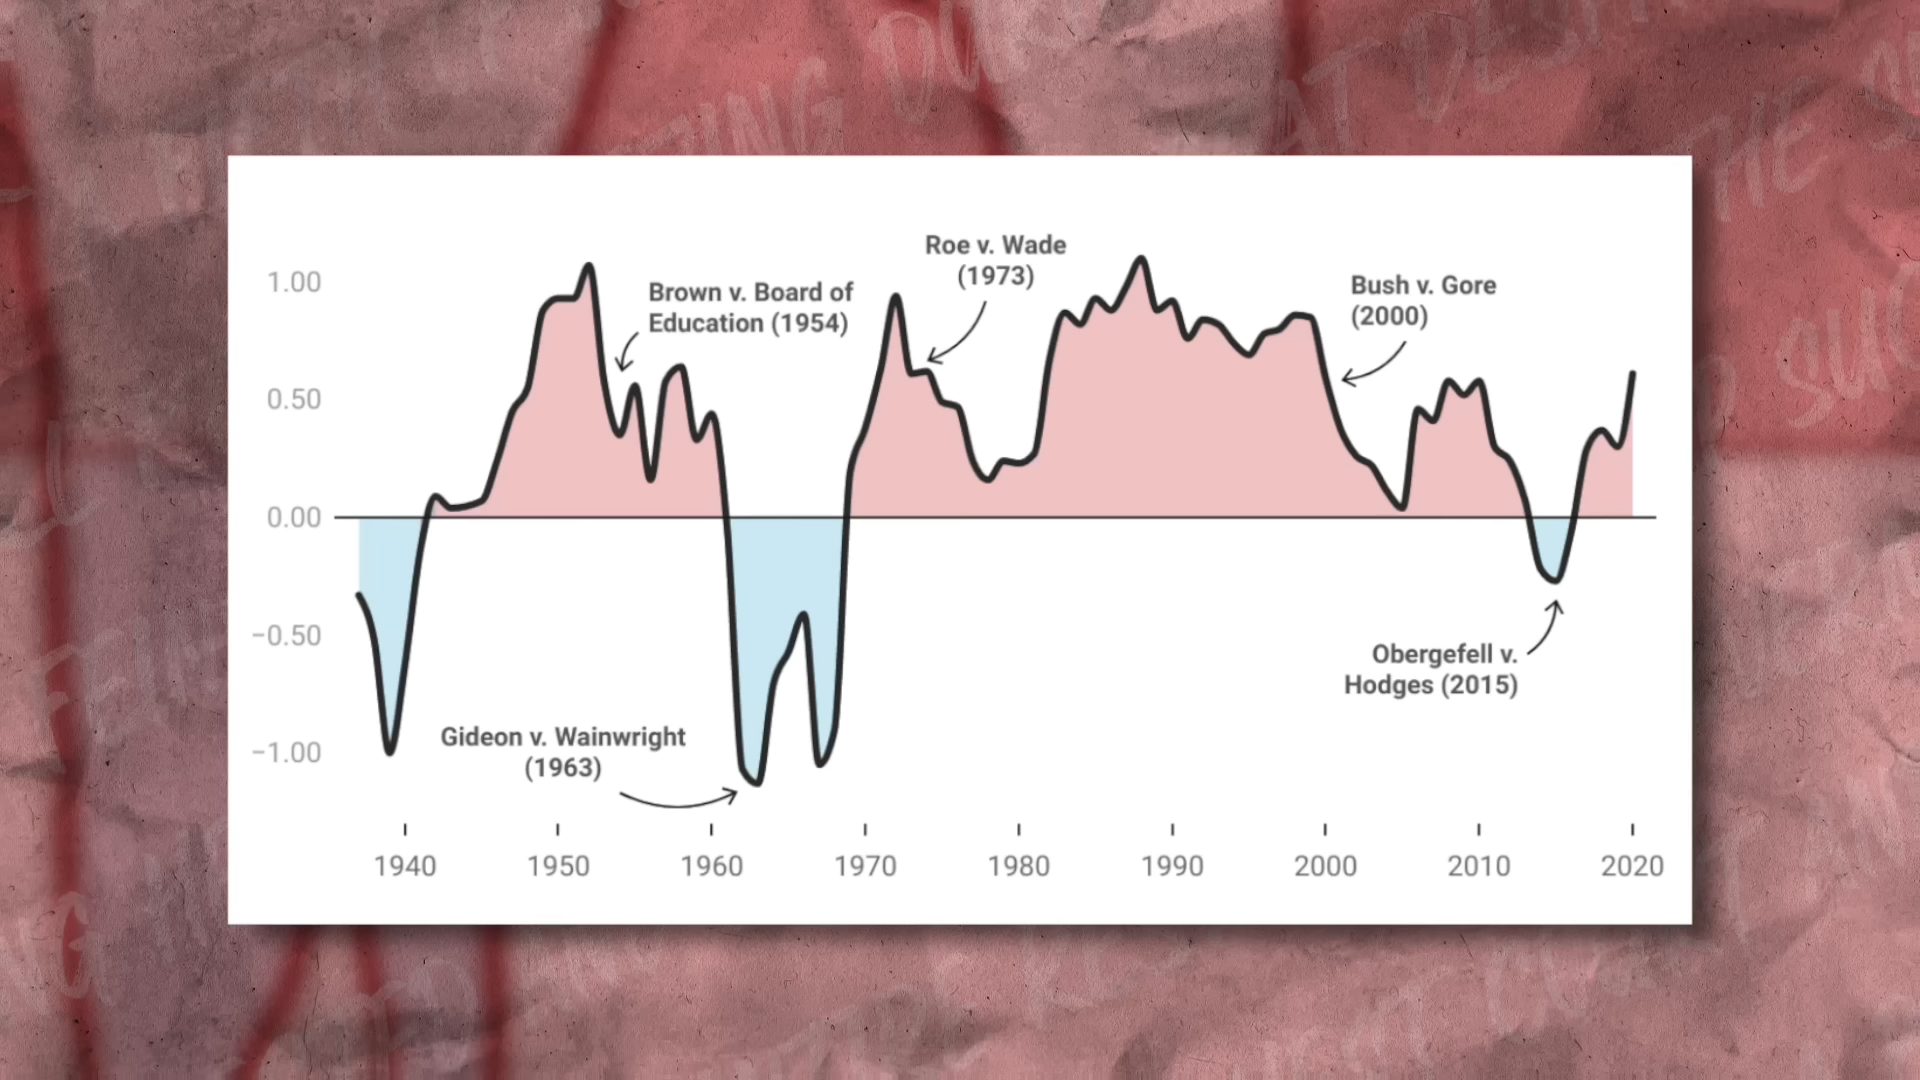 Roe v. Wade
(1973)
Brown v. Board of
Education (1954)
Bush v. Gore
(2000)
1.00
0.50
0.00
−0.50
−1.00
Obergefell v.
Hodges (2015)
Gideon v. Wainwright
(1963)
1940
1950
1960
1970
1980
1990
2000
2010
2020